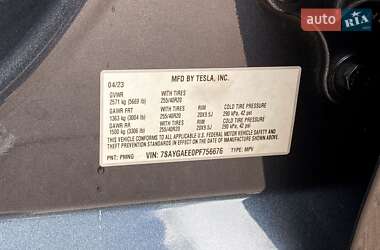 auto RIA.com
MFD BY TESLA, INC.
04/23
GVWR WITH TIRES
2571 kg (5669 lb) 255/40R20
GAWR FRT WITH TIRES RIM COLD TIRE PRESSURE
1363 kg (3004 lb) 255/40R20 20X9.5J 290 kPa, 42 psi
GAWR RR WITH TIRES RIM COLD TIRE PRESSURE
1500 kg (3306 lb) 255/40R20 20X9.5J 290 kPa, 42 psi
THIS VEHICLE CONFORMS TO ALL APPLICABLE U.S. FEDERAL MOTOR VEHICLE SAFETY AND
THEFT PREVENTION STANDARDS IN EFFECT ON THE DATE OF MANUFACTURE SHOWN ABOVE.
PNT: PMNG VIN: 7SAYGAEE0PF756676 TYPE: MPV